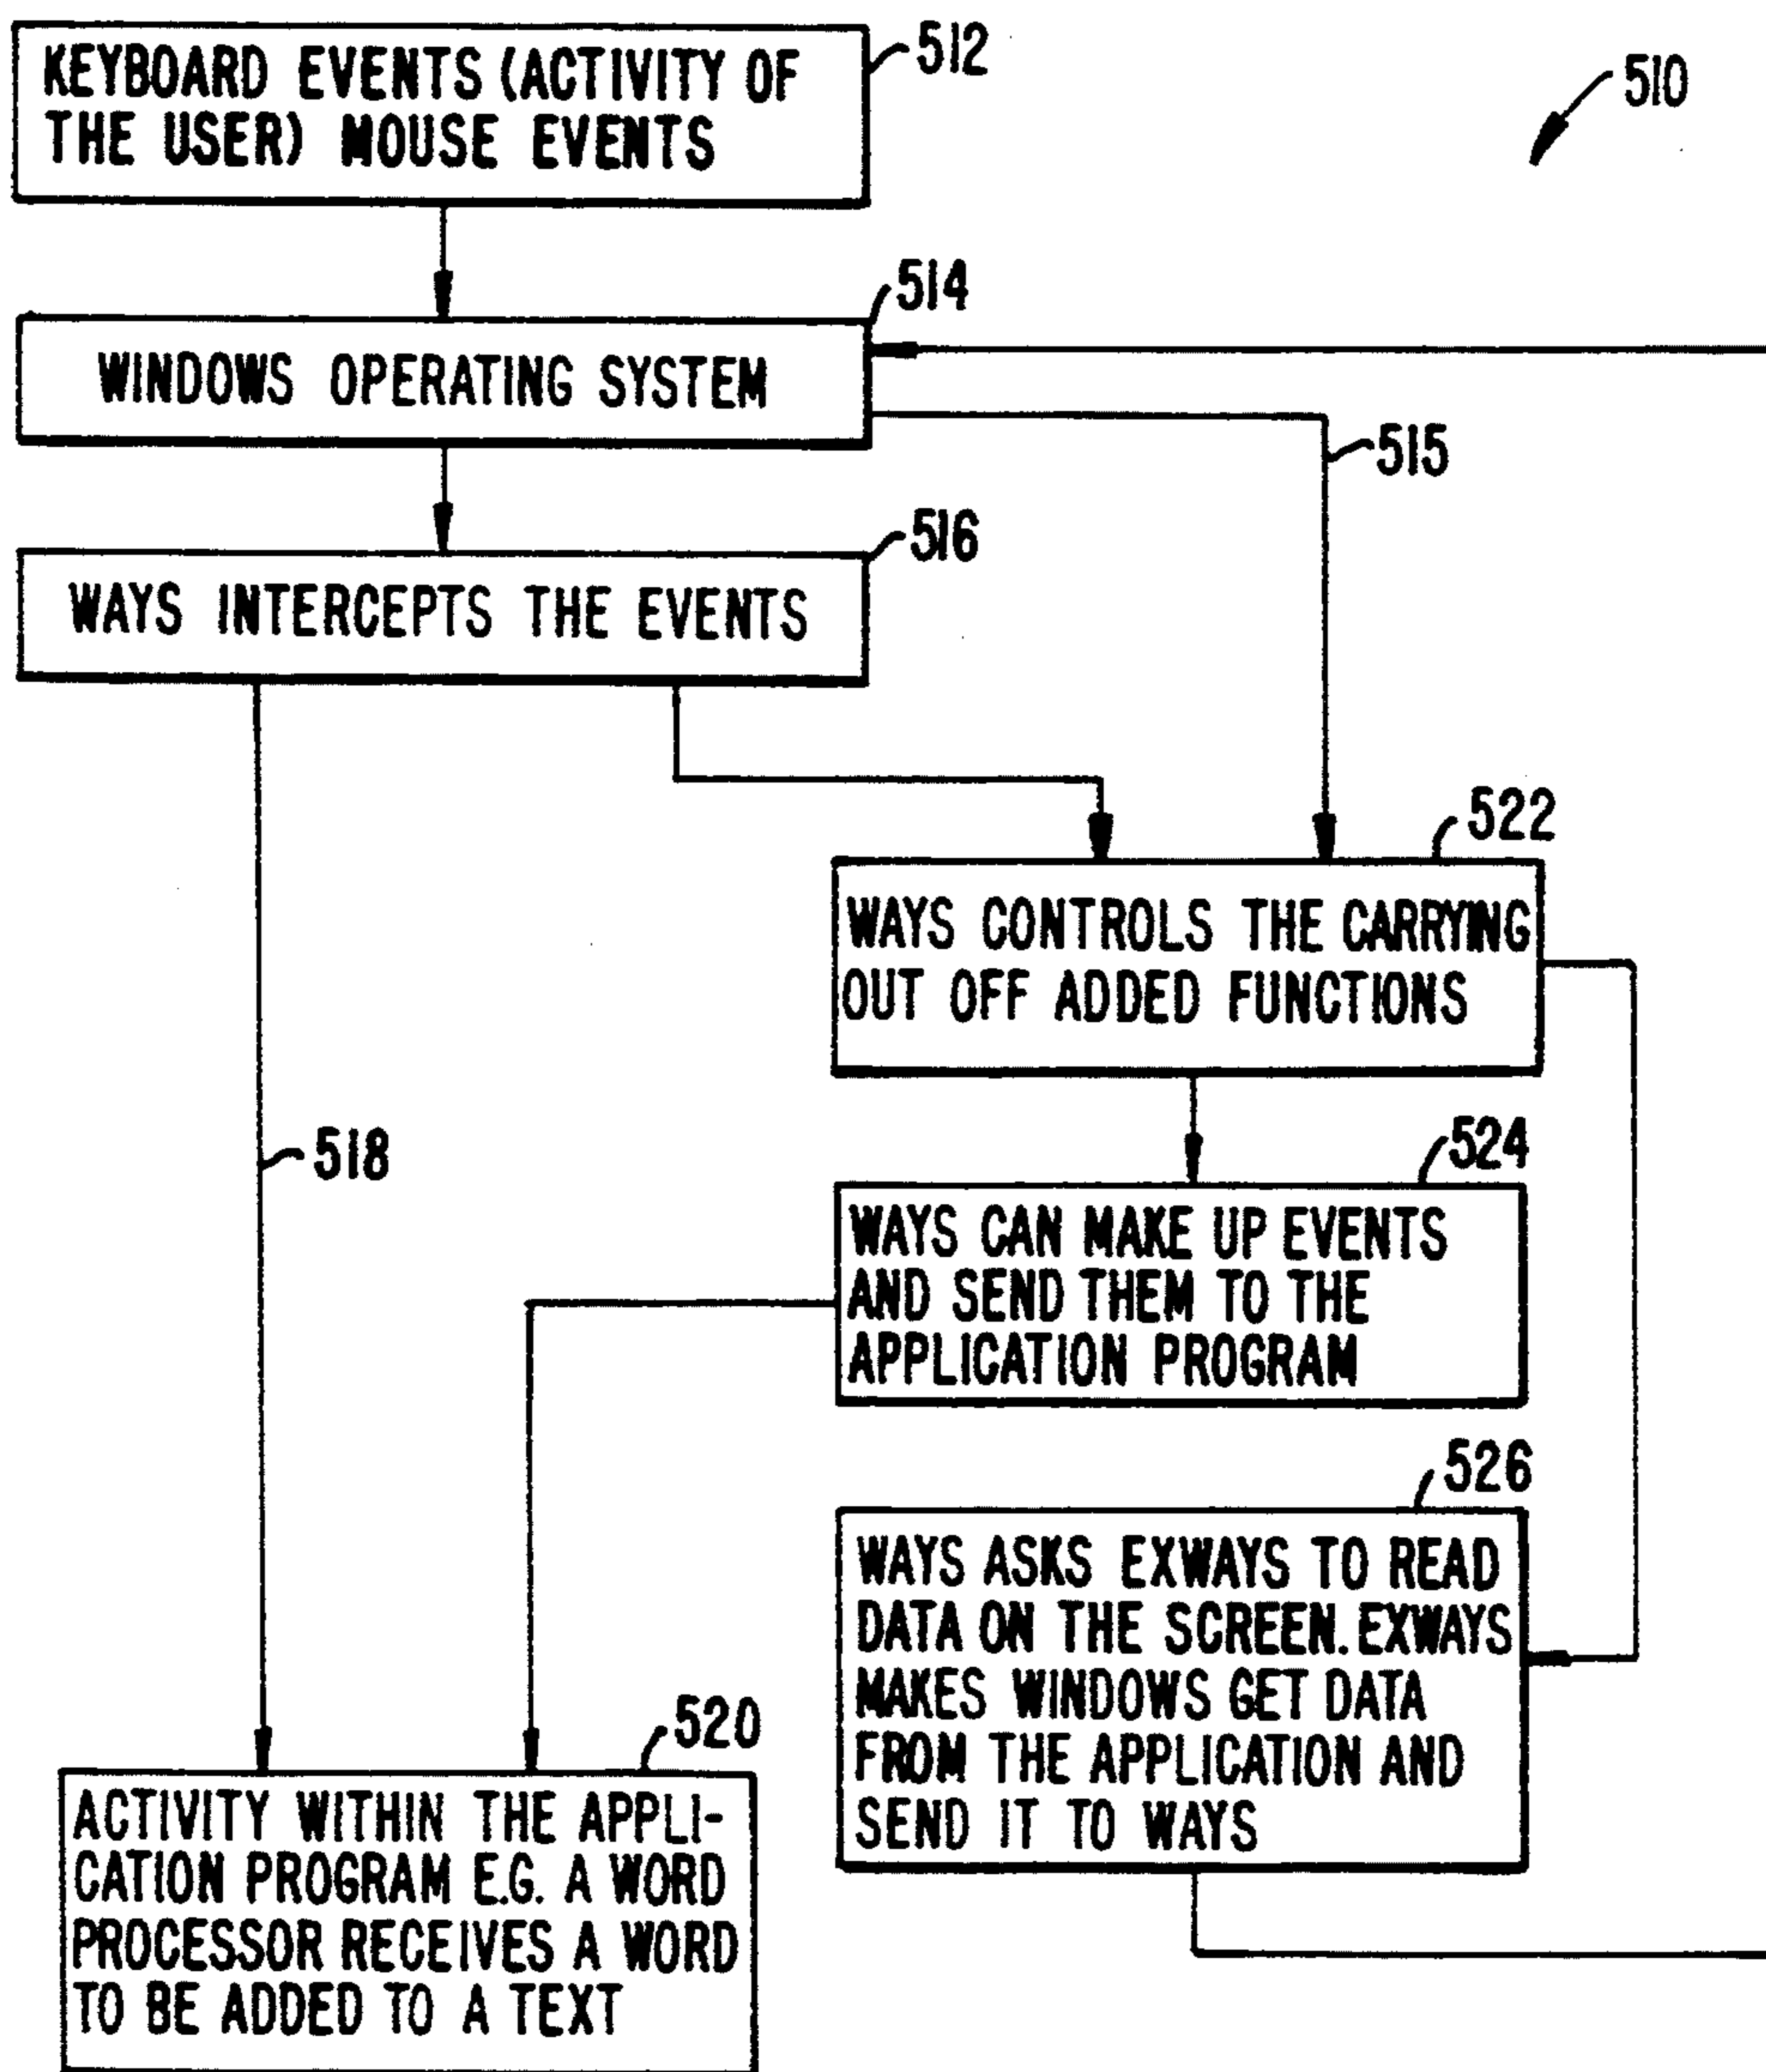 KEYBOARD EVENTS (ACTIVITY OF
THE USER) MOUSE EVENTS
512
510
514
WINDOWS OPERATING SYSTEM
515
516
WAYS INTERCEPTS THE EVENTS
522
WAYS CONTROLS THE CARRYING
OUT OFF ADDED FUNCTIONS
518
524
WAYS CAN MAKE UP EVENTS
AND SEND THEM TO THE
APPLICATION PROGRAM
526
WAYS ASKS EXWAYS TO READ
DATA ON THE SCREEN. EXWAYS
MAKES WINDOWS GET DATA
FROM THE APPLICATION AND
SEND IT TO WAYS
520
ACTIVITY WITHIN THE APPLI-
CATION PROGRAM E.G. A WORD
PROCESSOR RECEIVES A WORD
TO BE ADDED TO A TEXT